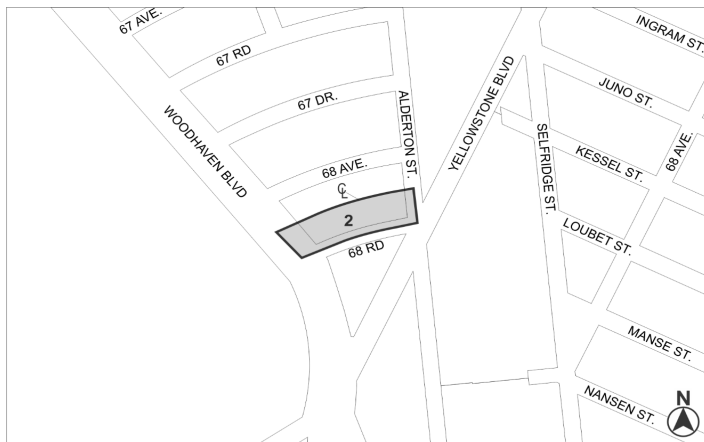 67 AVE.
67 RD
INGRAM ST.
67 DR.
ALDERTON ST.
YELLOWSTONE BLVD
JUNO ST.
WOODHAVEN BLVD
SELFRIDGE ST.
KESSEL ST.
68 AVE.
68 AVE.
℄
2
68 RD
LOUBET ST.
MANSE ST.
NANSEN ST.
N